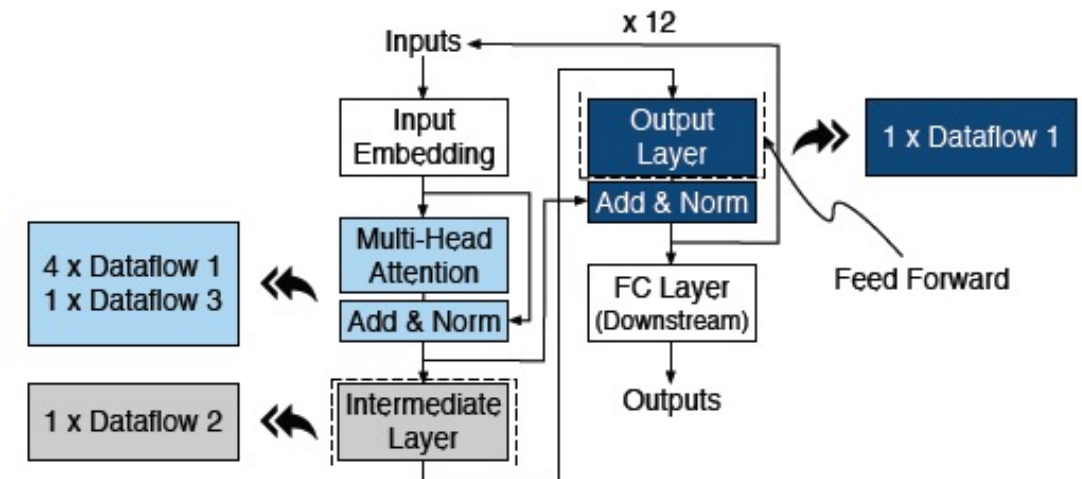 x 12
Inputs
Input
Embedding
Multi-Head
Attention
Add & Norm
4 x Dataflow 1
1 x Dataflow 3
Intermediate
Layer
1 x Dataflow 2
Output
Layer
Add & Norm
1 x Dataflow 1
Feed Forward
FC Layer
(Downstream)
Outputs